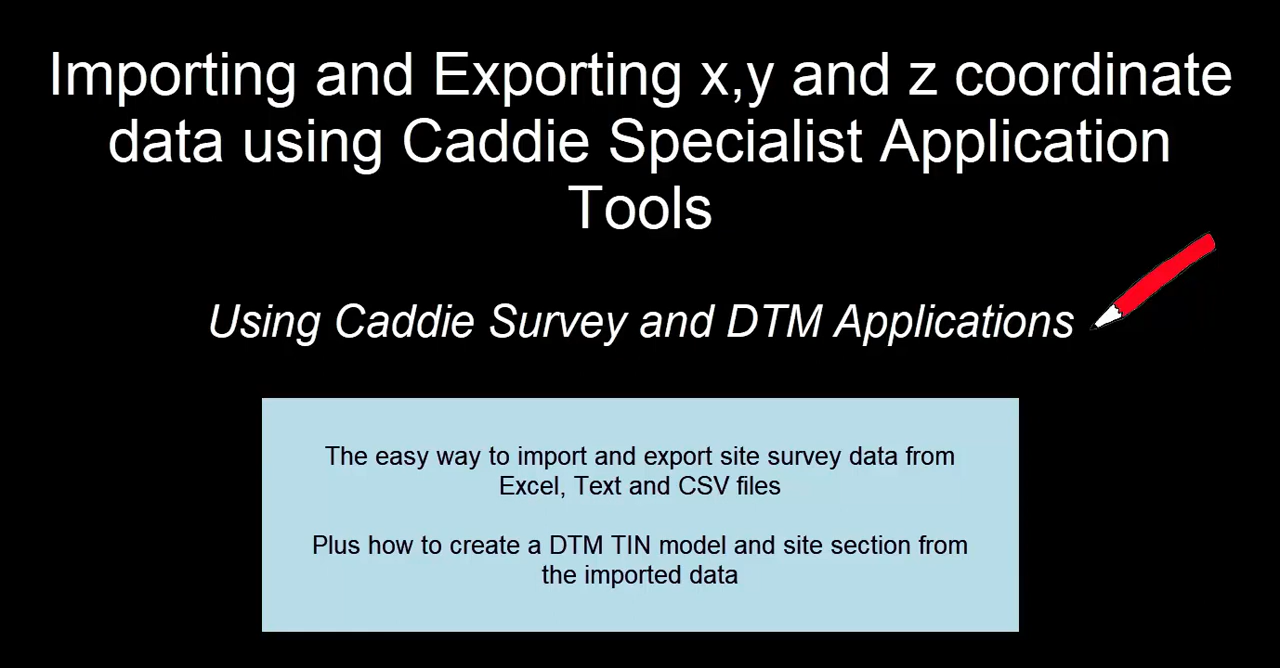 Importing and Exporting x,y and z coordinate
data using Caddie Specialist Application
Tools
Using Caddie Survey and DTM Applications
The easy way to import and export site survey data from
Excel, Text and CSV files
Plus how to create a DTM TIN model and site section from
the imported data